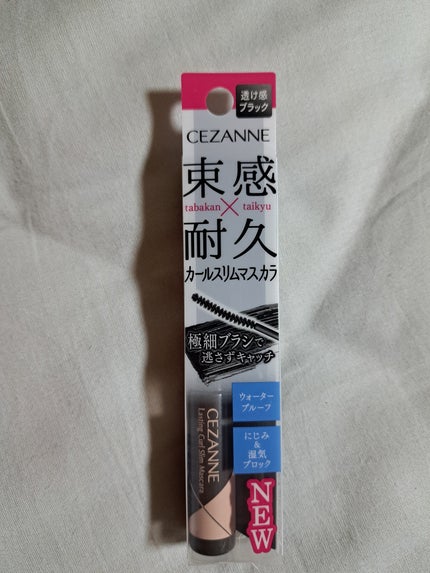 透け感
ブラック
CEZANNE
束感
tabakan×taikyu
耐久
カールスリムマスカラ
極細ブラシで
逃さずキャッチ
ウォーター
プルーフ
にじみ
&
湿気
ブロック
CEZANNE
Lasting Curl Slim Mascara
NEW